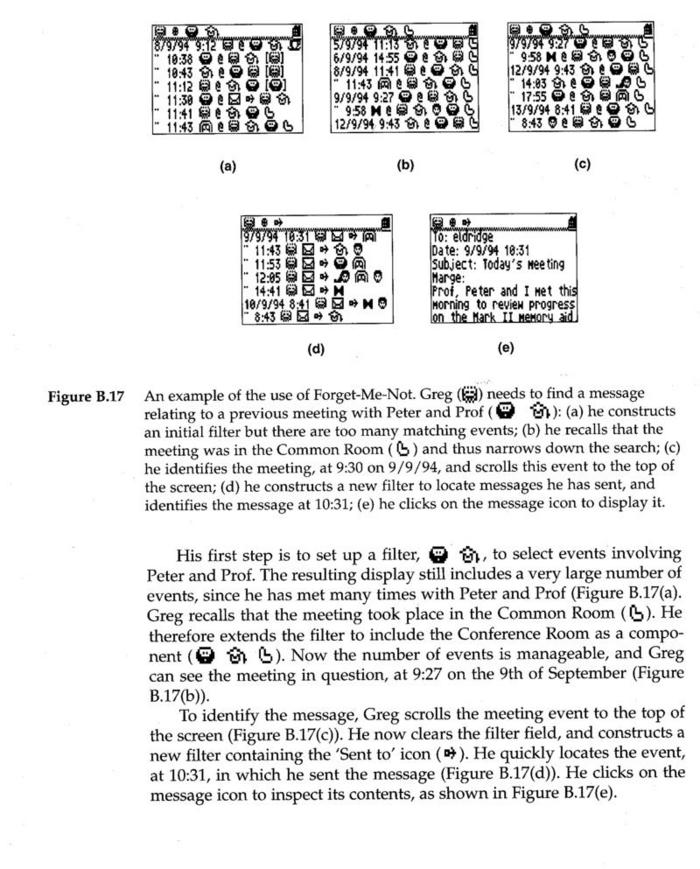 8/9/94 9:12
" 10:38
" 10:43
" 11:12
" 11:30
" 11:41
" 11:43
(a)
5/9/94 11:13
6/9/94 14:55
8/9/94 11:41
" 11:43
9/9/94 9:27
" 9:58
12/9/94 9:43
(b)
9/9/94 9:27
" 9:58
12/9/94 9:43
" 14:03
" 17:55
13/9/94 8:41
" 8:43
(c)
9/9/94 10:31
" 11:43
" 11:53
" 12:05
" 14:41
10/9/94 8:41
" 8:43
(d)
To: eldridge
Date: 9/9/94 10:31
Subject: Today's meeting
Marge:
Prof, Peter and I met this
morning to review progress
on the Mark II memory aid
(e)
Figure B.17 An example of the use of Forget-Me-Not. Greg ( ) needs to find a message
relating to a previous meeting with Peter and Prof ( ): (a) he constructs
an initial filter but there are too many matching events; (b) he recalls that the
meeting was in the Common Room ( ) and thus narrows down the search; (c)
he identifies the meeting, at 9:30 on 9/9/94, and scrolls this event to the top of
the screen; (d) he constructs a new filter to locate messages he has sent, and
identifies the message at 10:31; (e) he clicks on the message icon to display it.
His first step is to set up a filter, , to select events involving
Peter and Prof. The resulting display still includes a very large number of
events, since he has met many times with Peter and Prof (Figure B.17(a).
Greg recalls that the meeting took place in the Common Room ( ). He
therefore extends the filter to include the Conference Room as a compo-
nent ( ). Now the number of events is manageable, and Greg
can see the meeting in question, at 9:27 on the 9th of September (Figure
B.17(b)).
To identify the message, Greg scrolls the meeting event to the top of
the screen (Figure B.17(c)). He now clears the filter field, and constructs a
new filter containing the 'Sent to' icon ( ). He quickly locates the event,
at 10:31, in which he sent the message (Figure B.17(d)). He clicks on the
message icon to inspect its contents, as shown in Figure B.17(e).